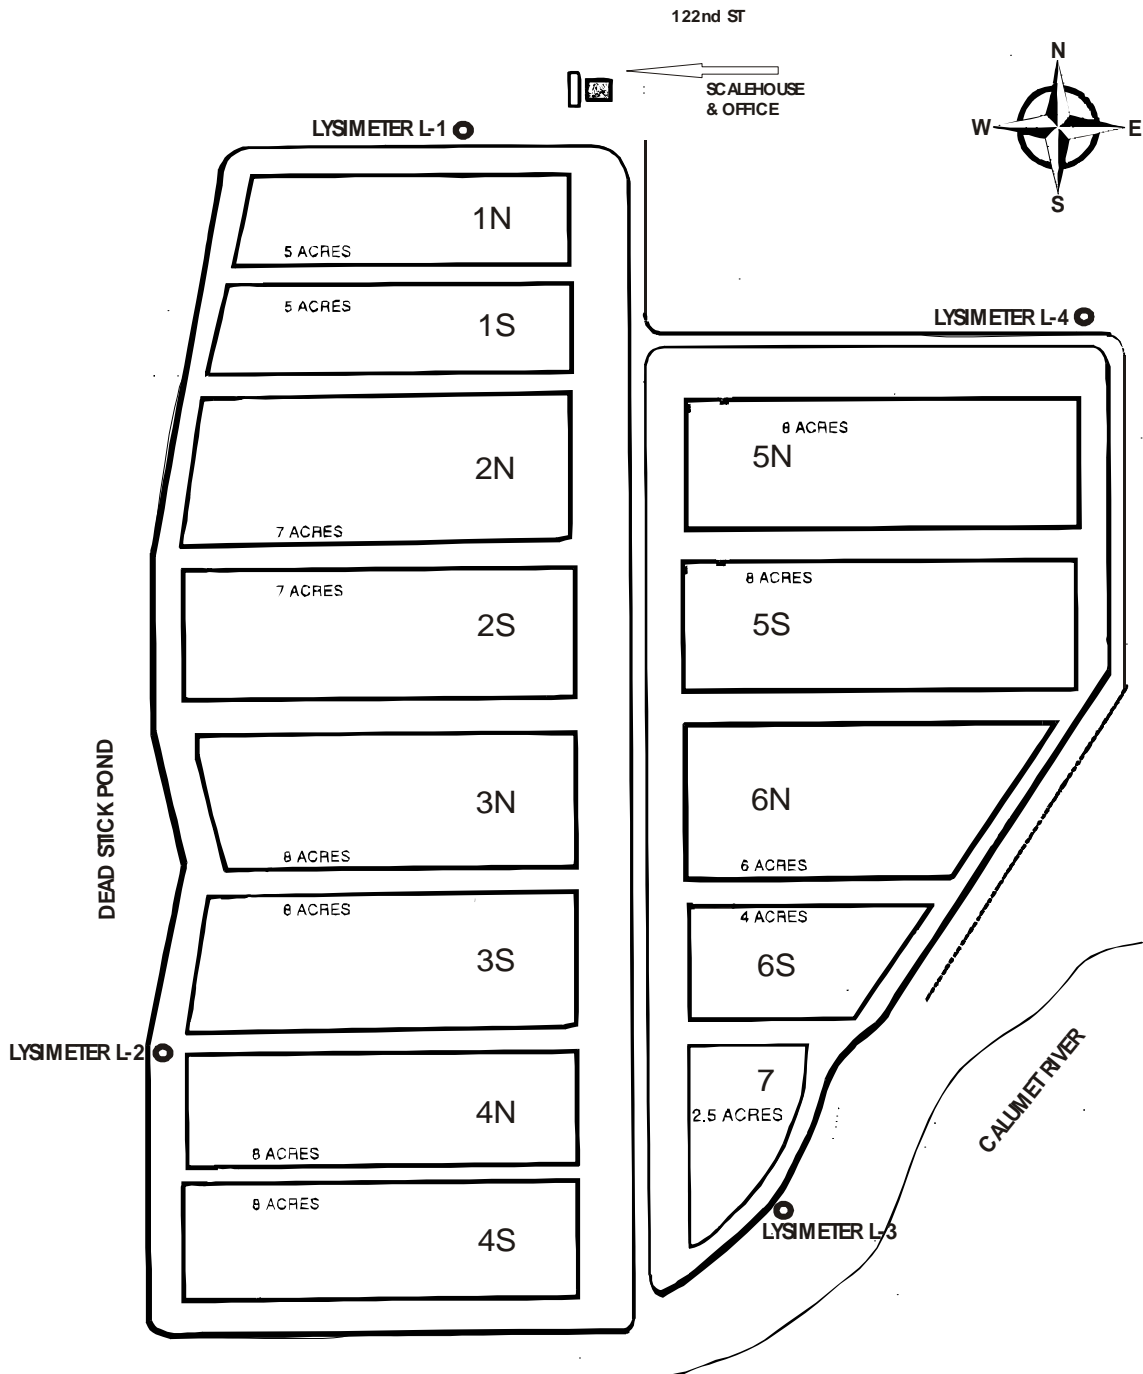 122nd ST
SCALEHOUSE
& OFFICE
N
W
E
S
LYSIMETER L-1
1N
5 ACRES
5 ACRES
1S
LYSIMETER L-4
2N
7 ACRES
8 ACRES
5N
7 ACRES
2S
8 ACRES
5S
DEAD STICK POND
3N
8 ACRES
6N
6 ACRES
8 ACRES
3S
4 ACRES
6S
LYSIMETER L-2
4N
8 ACRES
7
2.5 ACRES
CALUMET RIVER
8 ACRES
4S
LYSIMETER L-3